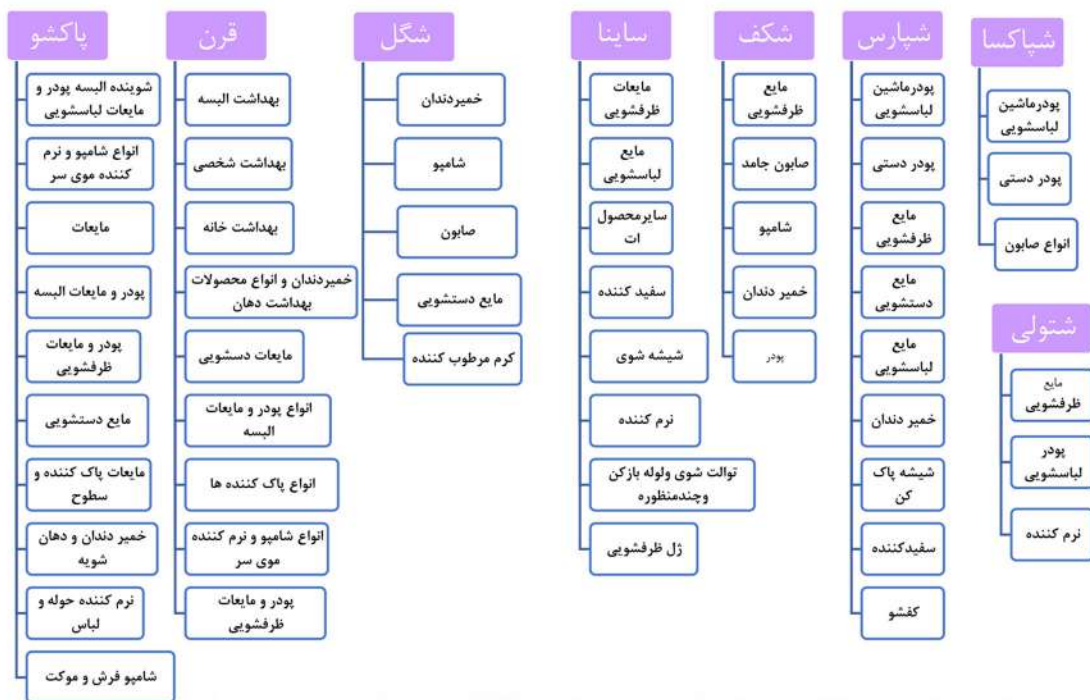 شپاکسا
پودرماشین
لباسشویی
پودر دستی
انواع صابون
شتولی
مایع
ظرفشویی
پودر
لباسشویی
نرم کننده
شپارس
پودرماشین
لباسشویی
پودر دستی
مایع
ظرفشویی
مایع
دستشویی
مایع
لباسشویی
خمیر دندان
شیشه پاک
کن
سفیدکننده
کفشو
شکف
مایع
ظرفشویی
صابون جامد
شامپو
خمیر دندان
پودر
ساینا
مایعات
ظرفشویی
مایع
لباسشویی
سایرمحصول
ات
سفید کننده
شیشه شوی
نرم کننده
توالت شوی ولوله بازکن
وچندمنظوره
ژل ظرفشویی
شگل
خمیردندان
شامپو
صابون
مایع دستشویی
کرم مرطوب کننده
قرن
بهداشت البسه
بهداشت شخصی
بهداشت خانه
خمیردندان و انواع محصولات
بهداشت دهان
مایعات دسشویی
انواع پودر و مایعات
البسه
انواع پاک کننده ها
انواع شامپو و نرم کننده
موی سر
پودر و مایعات
ظرفشویی
پاکشو
شوینده البسه پودر و
مایعات لباسشویی
انواع شامپو و نرم
کننده موی سر
مایعات
پودر و مایعات البسه
پودر و مایعات
ظرفشویی
مایع دستشویی
مایعات پاک کننده و
سطوح
خمیر دندان و دهان
شویه
نرم کننده حوله و
لباس
شامپو فرش و موکت